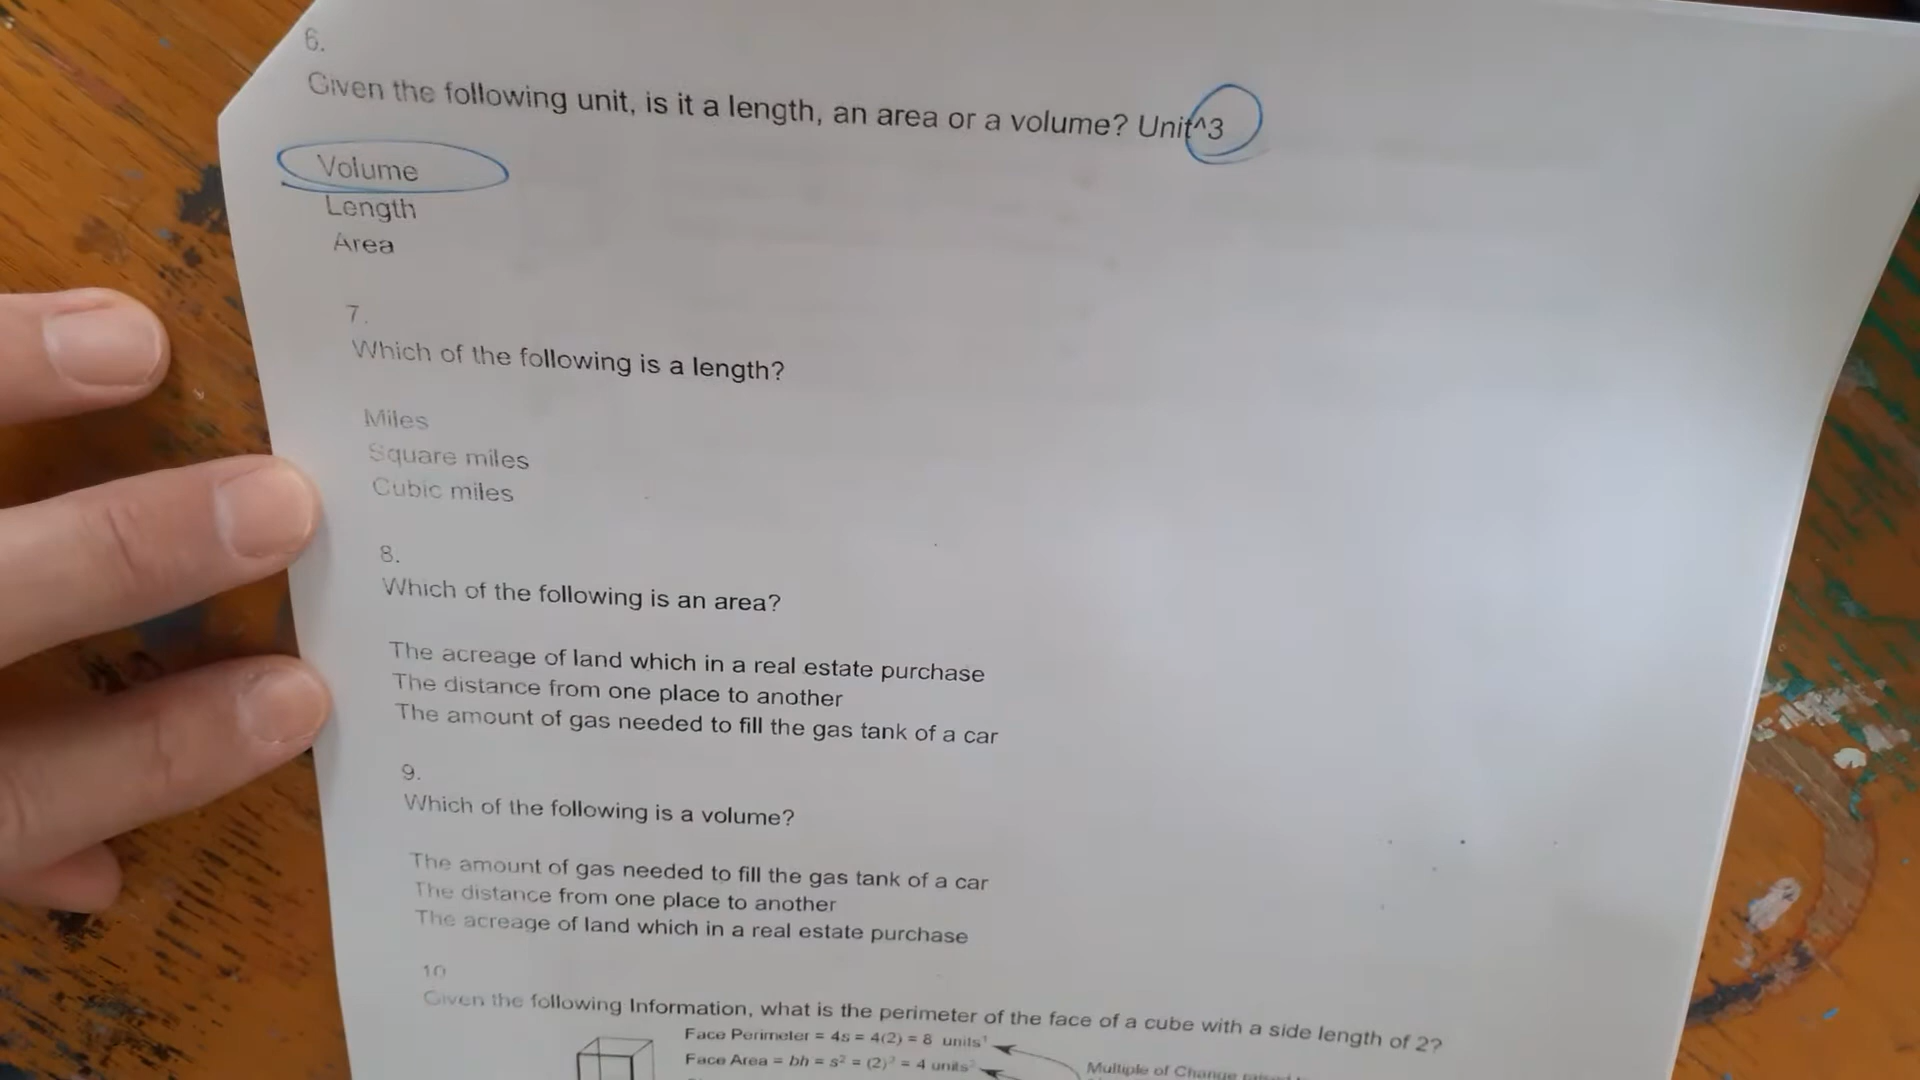 6.
Given the following unit, is it a length, an area or a volume? Unit^3
Volume
Length
Area
7.
Which of the following is a length?
Miles
Square miles
Cubic miles
8.
Which of the following is an area?
The acreage of land which in a real estate purchase
The distance from one place to another
The amount of gas needed to fill the gas tank of a car
9.
Which of the following is a volume?
The amount of gas needed to fill the gas tank of a car
The distance from one place to another
The acreage of land which in a real estate purchase
10
Given the following Information, what is the perimeter of the face of a cube with a side length of 2?
Face Perimeter = 4s = 4(2) = 8 units¹
Face Area = bh = s² = (2)² = 4 units²
Multiple of Change